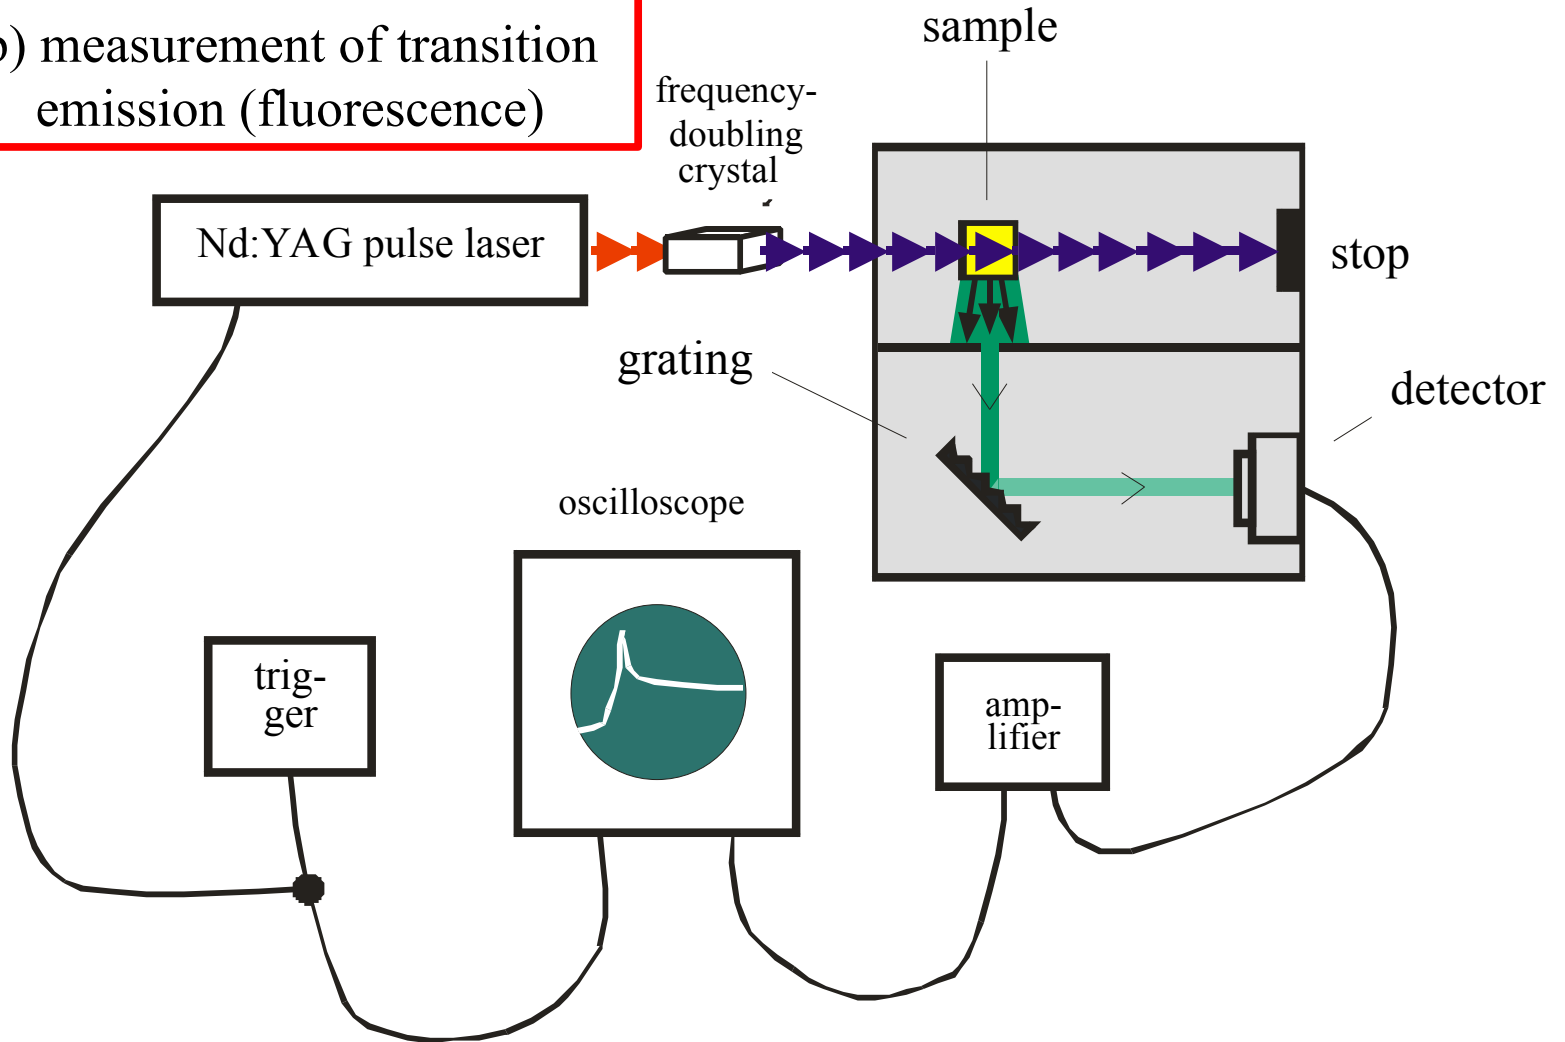 ) measurement of transition
emission (fluorescence)
sample
frequency-
doubling
crystal
Nd:YAG pulse laser
stop
grating
detector
oscilloscope
trig-
ger
amp-
lifier